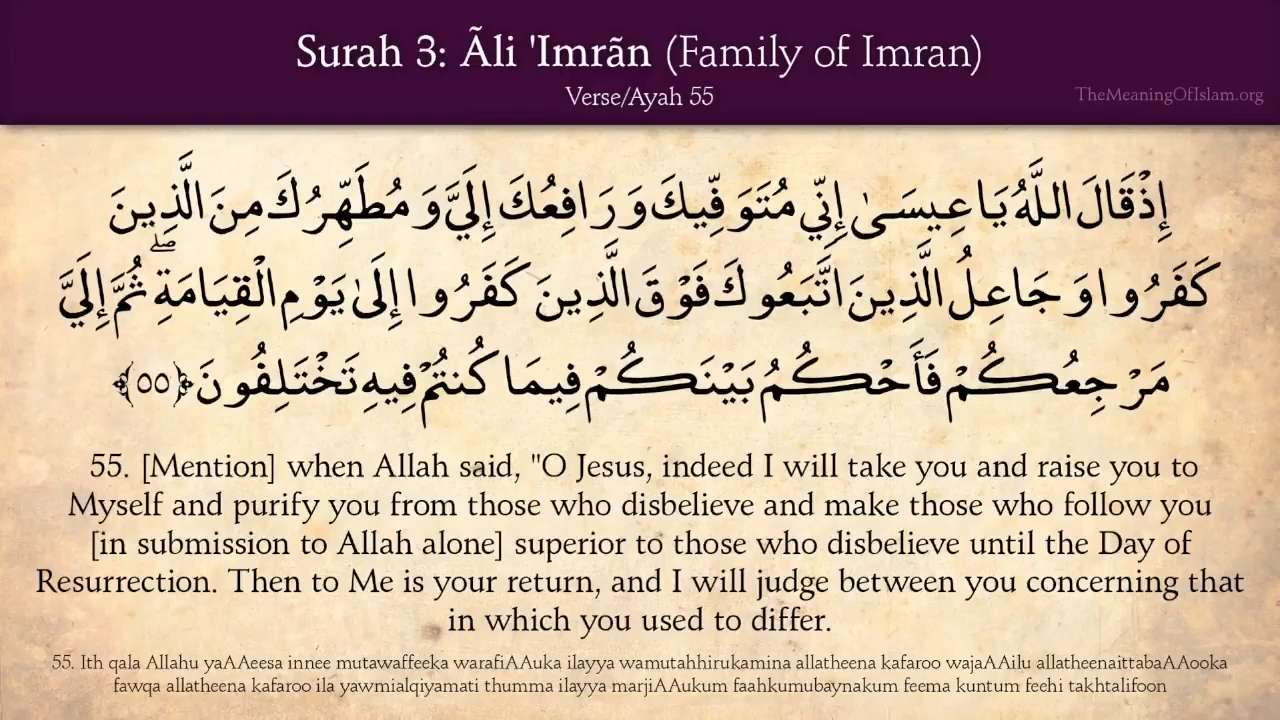 Surah 3: Ãli 'Imrãn (Family of Imran)
Verse/Ayah 55
TheMeaningOfIslam.org
إِذْ قَالَ اللَّهُ يَا عِيسَىٰ إِنِّي مُتَوَفِّيكَ وَرَافِعُكَ إِلَيَّ وَمُطَهِّرُكَ مِنَ الَّذِينَ
كَفَرُوا وَجَاعِلُ الَّذِينَ اتَّبَعُوكَ فَوْقَ الَّذِينَ كَفَرُوا إِلَىٰ يَوْمِ الْقِيَامَةِ ۖ ثُمَّ إِلَيَّ
مَرْجِعُكُمْ فَأَحْكُمُ بَيْنَكُمْ فِيمَا كُنتُمْ فِيهِ تَخْتَلِفُونَ ﴿٥٥﴾
55. [Mention] when Allah said, "O Jesus, indeed I will take you and raise you to
Myself and purify you from those who disbelieve and make those who follow you
[in submission to Allah alone] superior to those who disbelieve until the Day of
Resurrection. Then to Me is your return, and I will judge between you concerning that
in which you used to differ.
55. Ith qala Allahu yaAAeesa innee mutawaffeeka warafiAAuka ilayya wamutahhirukamina allatheena kafaroo wajaAAilu allatheenaittabaAAooka
fawqa allatheena kafaroo ila yawmialqiyamati thumma ilayya marjiAAukum faahkumubaynakum feema kuntum feehi takhtalifoon